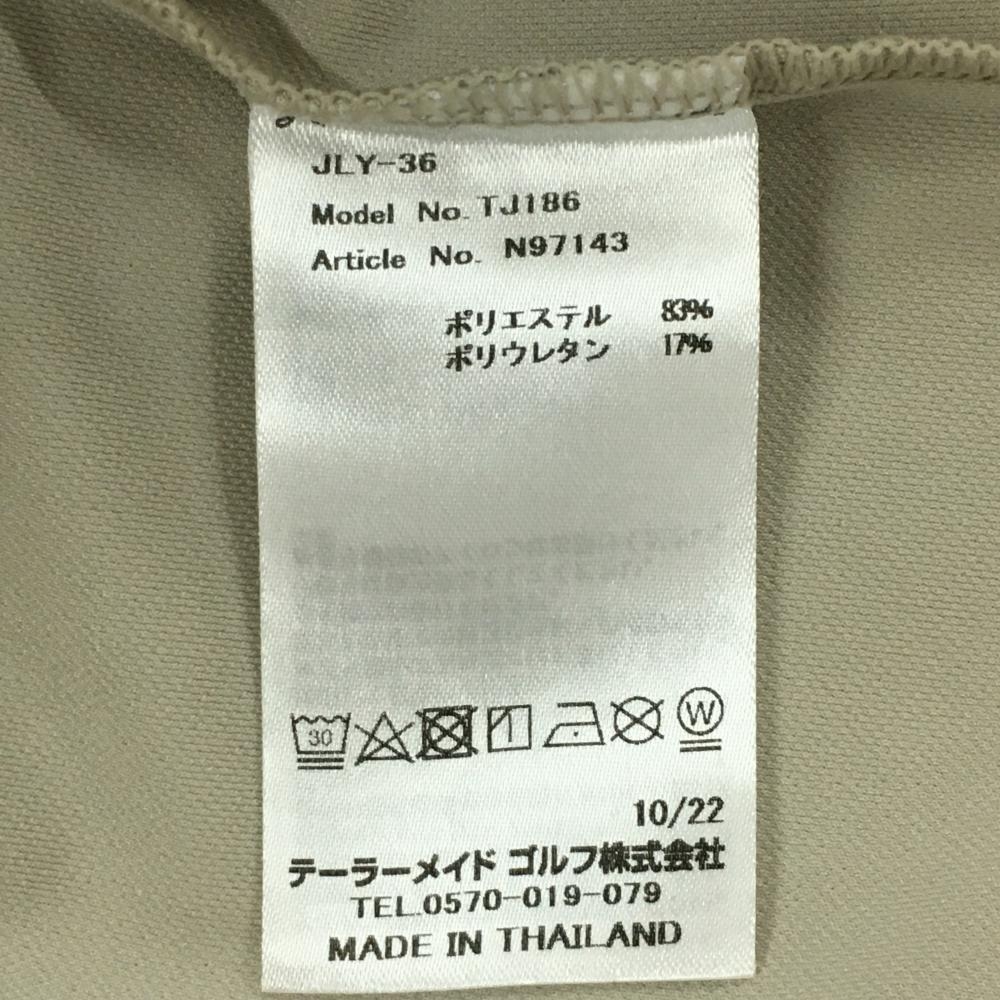 JLY-36
Model No. TJ186
Article No. N97143
ポリエステル 83%
ポリウレタン 17%
30
W
10/22
テーラーメイド ゴルフ株式会社
TEL.0570-019-079
MADE IN THAILAND